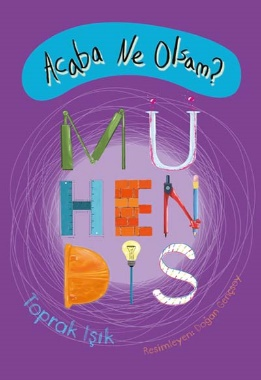 Acaba Ne Olsam?
MÜ
HEN
DİS
Toprak Işık
Resimleyen: Doğan Gençsoy